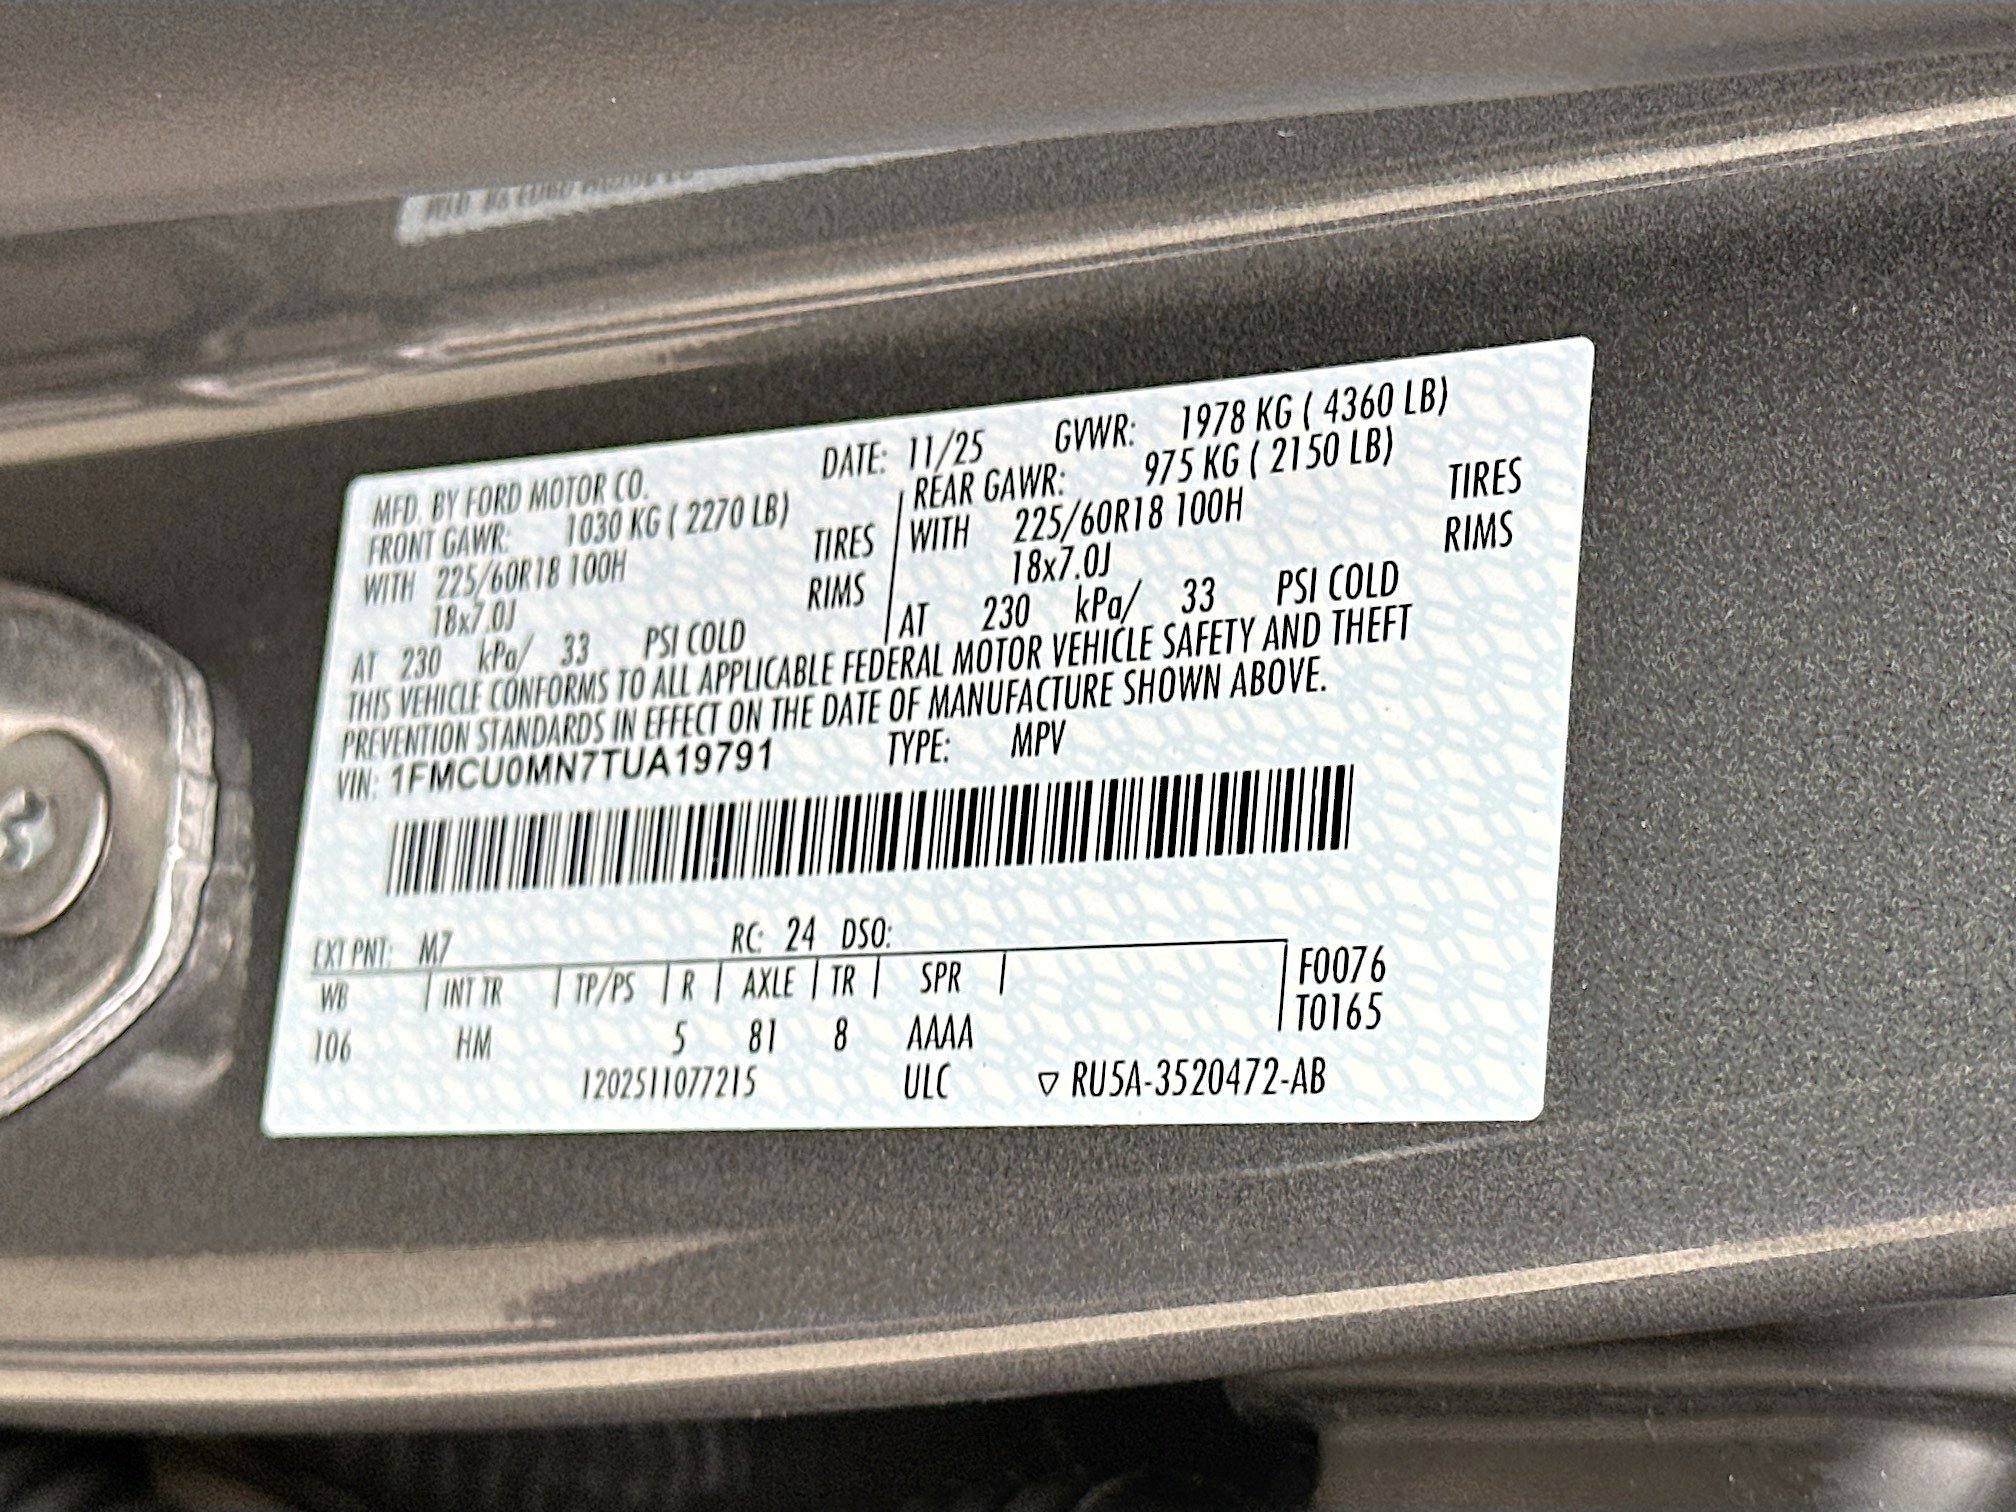 MFD. BY FORD MOTOR CO. DATE: 11/25 GVWR: 1978 KG ( 4360 LB)
FRONT GAWR: 1030 KG ( 2270 LB) REAR GAWR: 975 KG ( 2150 LB)
WITH 225/60R18 100H TIRES WITH 225/60R18 100H TIRES
18x7.0J RIMS 18x7.0J RIMS
AT 230 kPa/ 33 PSI COLD AT 230 kPa/ 33 PSI COLD
THIS VEHICLE CONFORMS TO ALL APPLICABLE FEDERAL MOTOR VEHICLE SAFETY AND THEFT
PREVENTION STANDARDS IN EFFECT ON THE DATE OF MANUFACTURE SHOWN ABOVE.
VIN: 1FMCU0MN7TUA19791 TYPE: MPV
EXT PNT: M7 RC: 24 DSO:
WB | INT TR | TP/PS | R | AXLE | TR | SPR | F0076
106 HM 5 81 8 AAAA T0165
1202511077215 ULC ▽ RU5A-3520472-AB